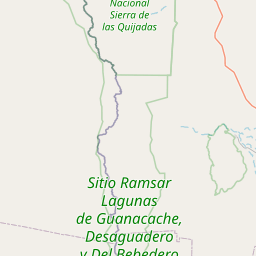 Nacional
Sierra de
las Quijadas
Sitio Ramsar
Lagunas
de Guanacache,
Desaguadero
y Del Bebedero